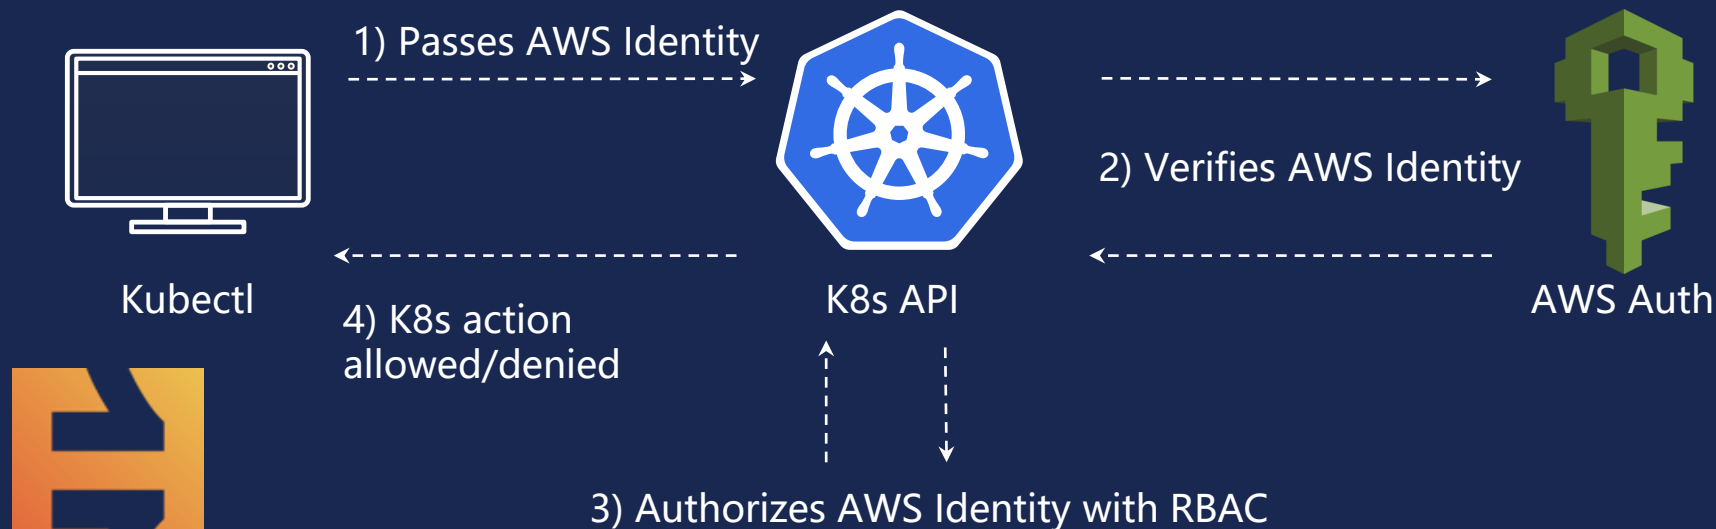 1) Passes AWS Identity
2) Verifies AWS Identity
Kubectl
K8s API
AWS Auth
4) K8s action
allowed/denied
3) Authorizes AWS Identity with RBAC